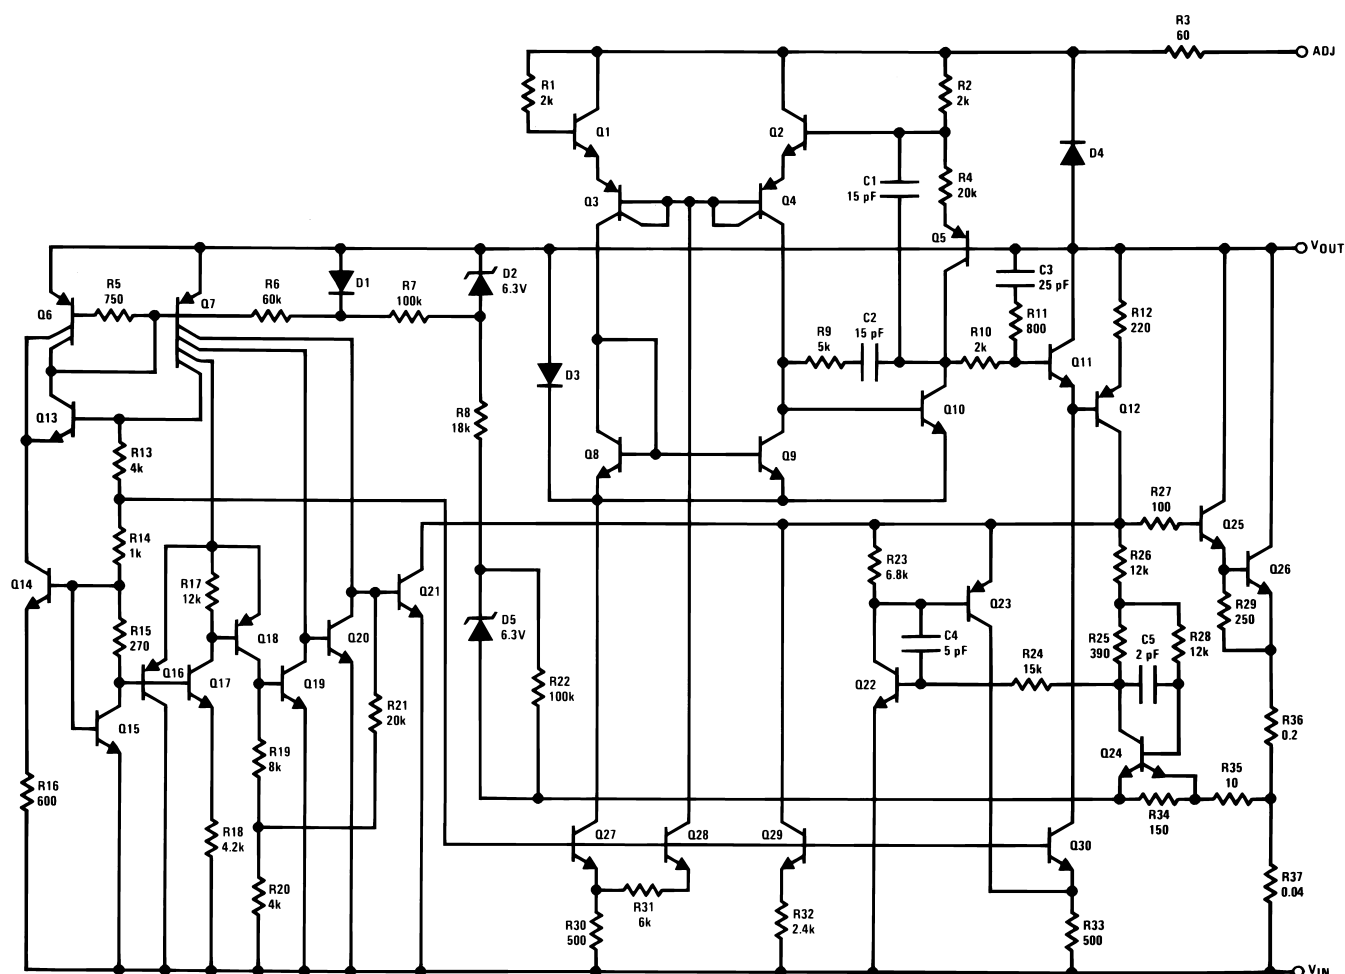 R3
60
ADJ
R1
2k
R2
2k
Q1
Q2
D4
C1
15 pF
R4
20k
Q3
Q4
Q5
VOUT
R5
750
Q7
R6
60k
D1
R7
100k
D2
6.3V
C3
25 pF
Q6
R9
5k
C2
15 pF
R10
2k
R11
800
R12
220
Q11
D3
Q12
Q13
R8
18k
Q10
R13
4k
Q8
Q9
R27
100
Q25
R14
1k
R23
6.8k
R26
12k
Q14
R17
12k
Q21
Q26
Q23
R29
250
R15
270
Q18
Q20
D5
6.3V
C4
5 pF
R25
390
C5
2 pF
R28
12k
Q16
Q17
Q19
R24
15k
R22
100k
Q22
Q15
R21
20k
R36
0.2
R19
8k
Q24
R35
10
R16
600
R34
150
R18
4.2k
Q27
Q28
Q29
Q30
R20
4k
R37
0.04
R31
6k
R30
500
R32
2.4k
R33
500
VIN